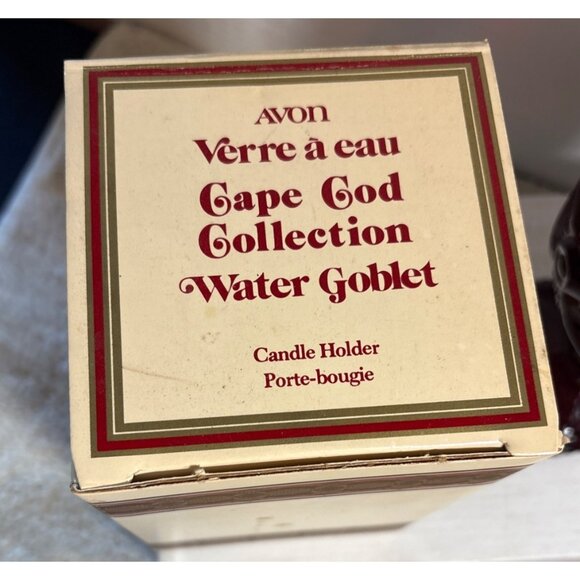 AVON
Verre à eau
Cape Cod
Collection
Water Goblet
Candle Holder
Porte-bougie